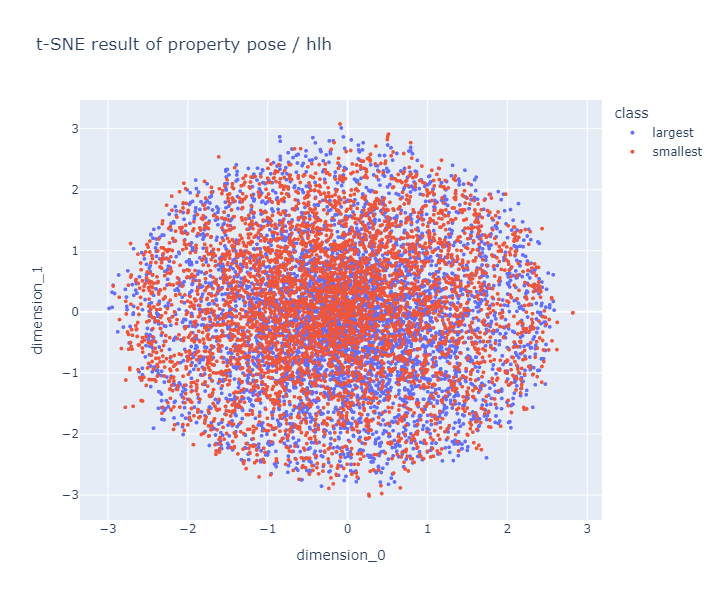 t-SNE result of property pose / hlh
class
largest
smallest
3
2
1
0
−1
−2
−3
dimension_1
−3
−2
−1
0
1
2
3
dimension_0